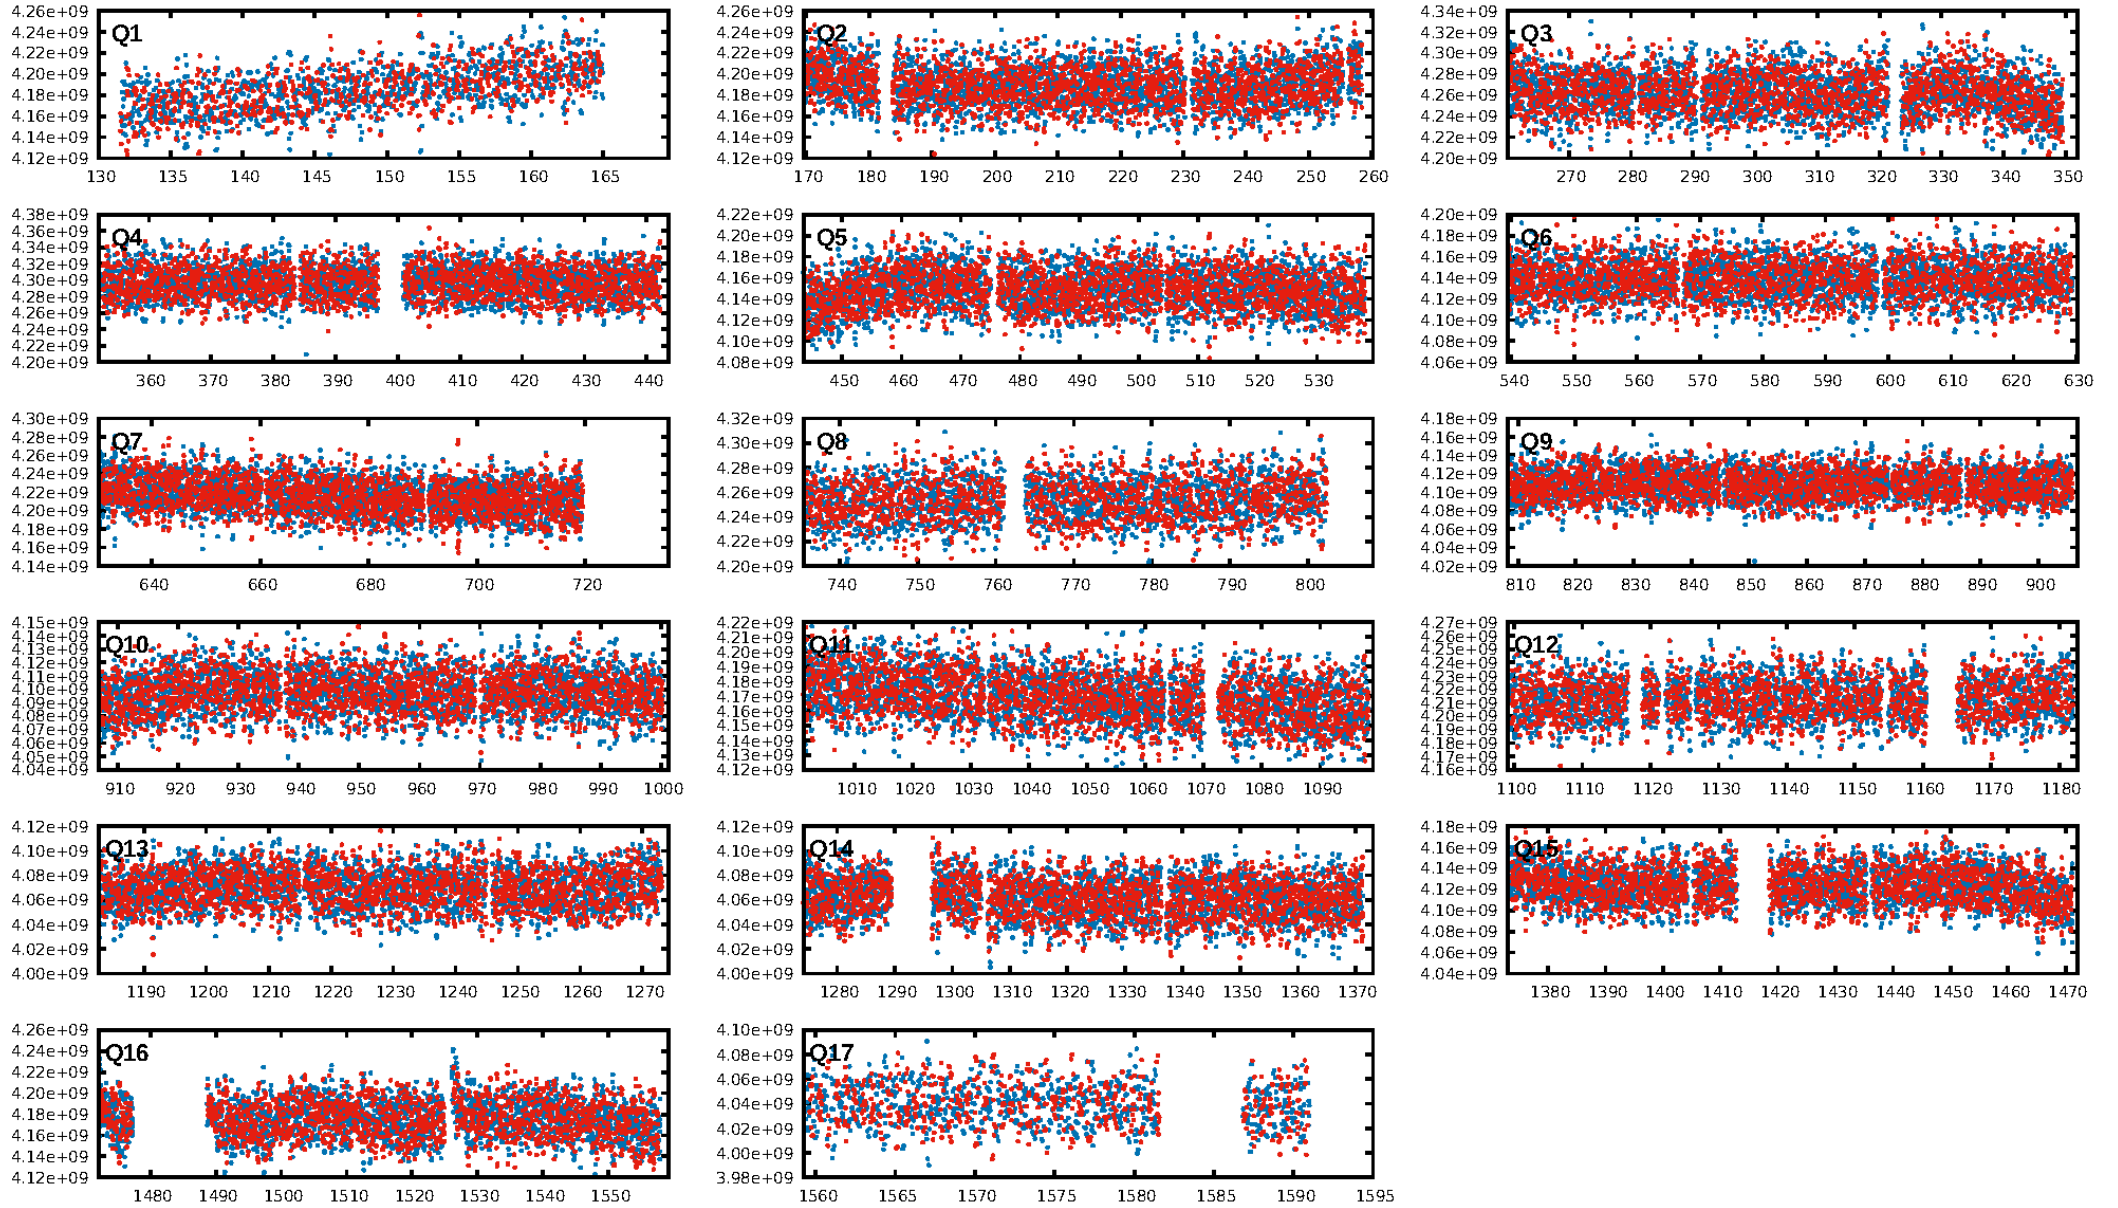 Q1
4.26e+09
4.24e+09
4.22e+09
4.20e+09
4.18e+09
4.16e+09
4.14e+09
4.12e+09
130 135 140 145 150 155 160 165
Q2
4.26e+09
4.24e+09
4.22e+09
4.20e+09
4.18e+09
4.16e+09
4.14e+09
4.12e+09
170 180 190 200 210 220 230 240 250 260
Q3
4.34e+09
4.32e+09
4.30e+09
4.28e+09
4.26e+09
4.24e+09
4.22e+09
4.20e+09
270 280 290 300 310 320 330 340 350
Q4
4.38e+09
4.36e+09
4.34e+09
4.32e+09
4.30e+09
4.28e+09
4.26e+09
4.24e+09
4.22e+09
4.20e+09
360 370 380 390 400 410 420 430 440
Q5
4.22e+09
4.20e+09
4.18e+09
4.16e+09
4.14e+09
4.12e+09
4.10e+09
4.08e+09
450 460 470 480 490 500 510 520 530
Q6
4.20e+09
4.18e+09
4.16e+09
4.14e+09
4.12e+09
4.10e+09
4.08e+09
4.06e+09
540 550 560 570 580 590 600 610 620 630
Q7
4.30e+09
4.28e+09
4.26e+09
4.24e+09
4.22e+09
4.20e+09
4.18e+09
4.16e+09
4.14e+09
640 660 680 700 720
Q8
4.32e+09
4.30e+09
4.28e+09
4.26e+09
4.24e+09
4.22e+09
4.20e+09
740 750 760 770 780 790 800
Q9
4.18e+09
4.16e+09
4.14e+09
4.12e+09
4.10e+09
4.08e+09
4.06e+09
4.04e+09
4.02e+09
810 820 830 840 850 860 870 880 890 900
Q10
4.15e+09
4.14e+09
4.13e+09
4.12e+09
4.11e+09
4.10e+09
4.09e+09
4.08e+09
4.07e+09
4.06e+09
4.05e+09
4.04e+09
910 920 930 940 950 960 970 980 990 1000
Q11
4.22e+09
4.21e+09
4.20e+09
4.19e+09
4.18e+09
4.17e+09
4.16e+09
4.15e+09
4.14e+09
4.13e+09
4.12e+09
1010 1020 1030 1040 1050 1060 1070 1080 1090
Q12
4.27e+09
4.26e+09
4.25e+09
4.24e+09
4.23e+09
4.22e+09
4.21e+09
4.20e+09
4.19e+09
4.18e+09
4.17e+09
4.16e+09
1100 1110 1120 1130 1140 1150 1160 1170 1180
Q13
4.12e+09
4.10e+09
4.08e+09
4.06e+09
4.04e+09
4.02e+09
4.00e+09
1190 1200 1210 1220 1230 1240 1250 1260 1270
Q14
4.12e+09
4.10e+09
4.08e+09
4.06e+09
4.04e+09
4.02e+09
4.00e+09
1280 1290 1300 1310 1320 1330 1340 1350 1360 1370
Q15
4.18e+09
4.16e+09
4.14e+09
4.12e+09
4.10e+09
4.08e+09
4.06e+09
4.04e+09
1380 1390 1400 1410 1420 1430 1440 1450 1460 1470
Q16
4.26e+09
4.24e+09
4.22e+09
4.20e+09
4.18e+09
4.16e+09
4.14e+09
4.12e+09
1480 1490 1500 1510 1520 1530 1540 1550
Q17
4.10e+09
4.08e+09
4.06e+09
4.04e+09
4.02e+09
4.00e+09
3.98e+09
1560 1565 1570 1575 1580 1585 1590 1595